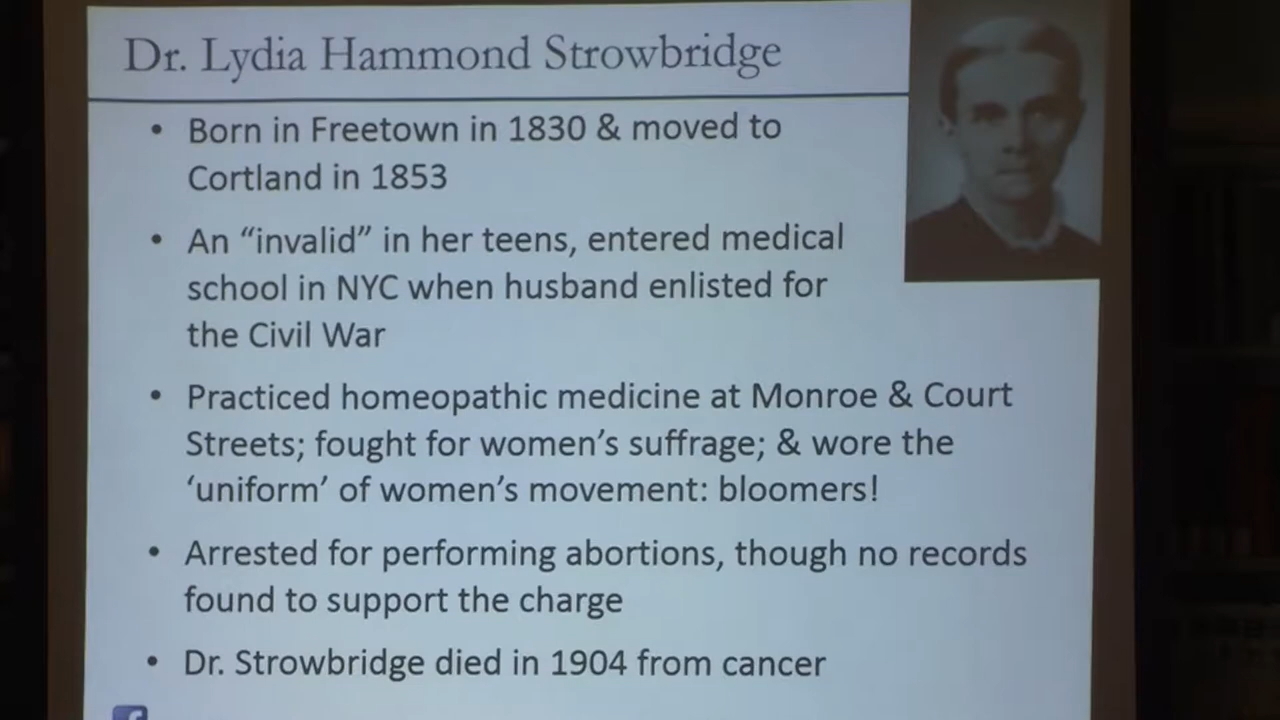 Dr. Lydia Hammond Strowbridge
• Born in Freetown in 1830 & moved to
Cortland in 1853
• An “invalid” in her teens, entered medical
school in NYC when husband enlisted for
the Civil War
• Practiced homeopathic medicine at Monroe & Court
Streets; fought for women’s suffrage; & wore the
‘uniform’ of women’s movement: bloomers!
• Arrested for performing abortions, though no records
found to support the charge
• Dr. Strowbridge died in 1904 from cancer